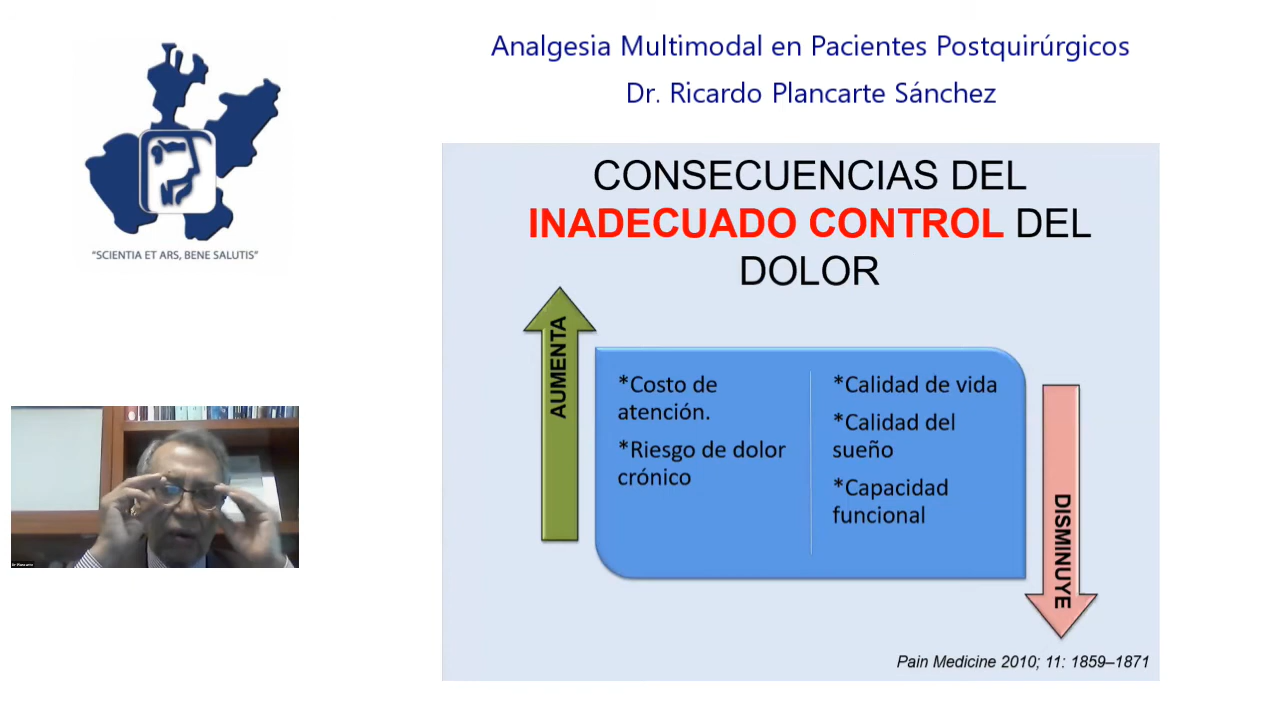 Analgesia Multimodal en Pacientes Postquirúrgicos
Dr. Ricardo Plancarte Sánchez
"SCIENTIA ET ARS, BENE SALUTIS"
CONSECUENCIAS DEL
INADECUADO CONTROL DEL
DOLOR
AUMENTA
*Costo de
atención.
*Riesgo de dolor
crónico
*Calidad de vida
*Calidad del
sueño
*Capacidad
funcional
DISMINUYE
Pain Medicine 2010; 11: 1859–1871